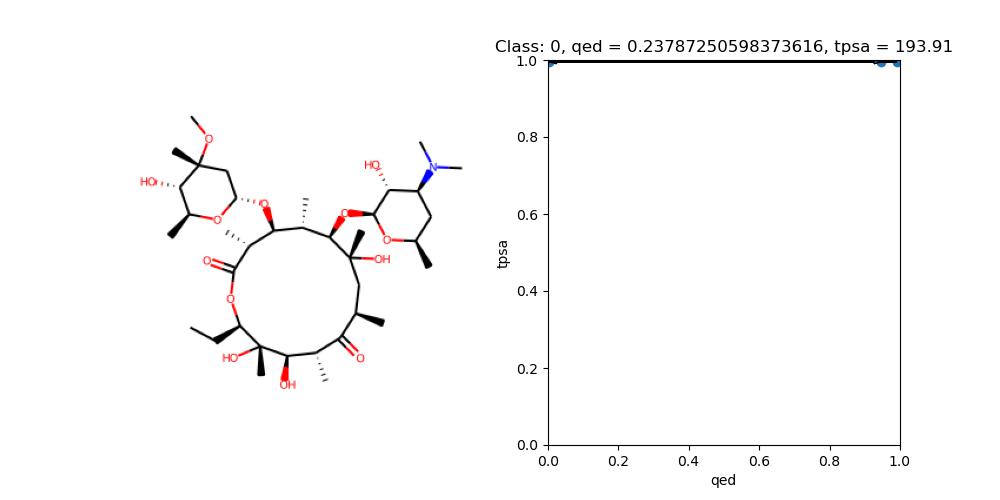 Class: 0, qed = 0.23787250598373616, tpsa = 193.91
O
HO
O
O
O
O
HO
O
N
OH
O
O
HO
OH
O
1.0
0.8
0.6
0.4
0.2
0.0
tpsa
0.0 0.2 0.4 0.6 0.8 1.0
qed